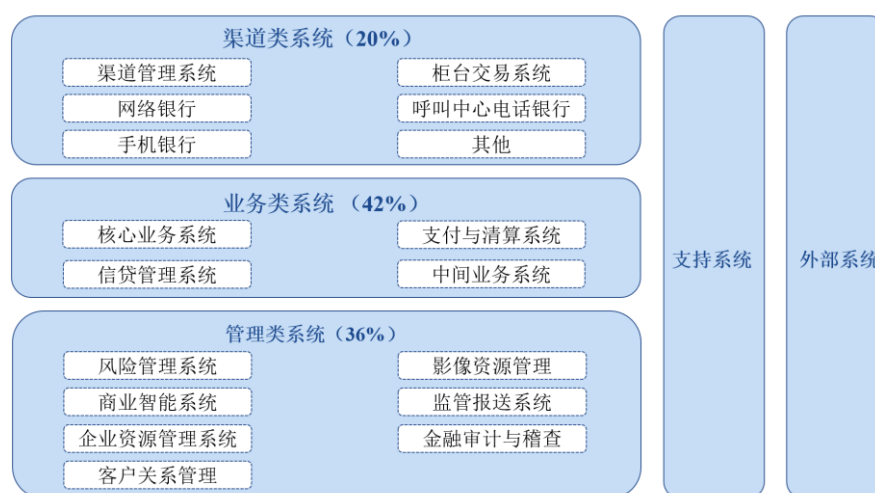 渠道类系统（20%）
渠道管理系统
柜台交易系统
网络银行
呼叫中心电话银行
手机银行
其他
业务类系统 （42%）
核心业务系统
支付与清算系统
信贷管理系统
中间业务系统
管理类系统（36%）
风险管理系统
影像资源管理
商业智能系统
监管报送系统
企业资源管理系统
金融审计与稽查
客户关系管理
支持系统
外部系统